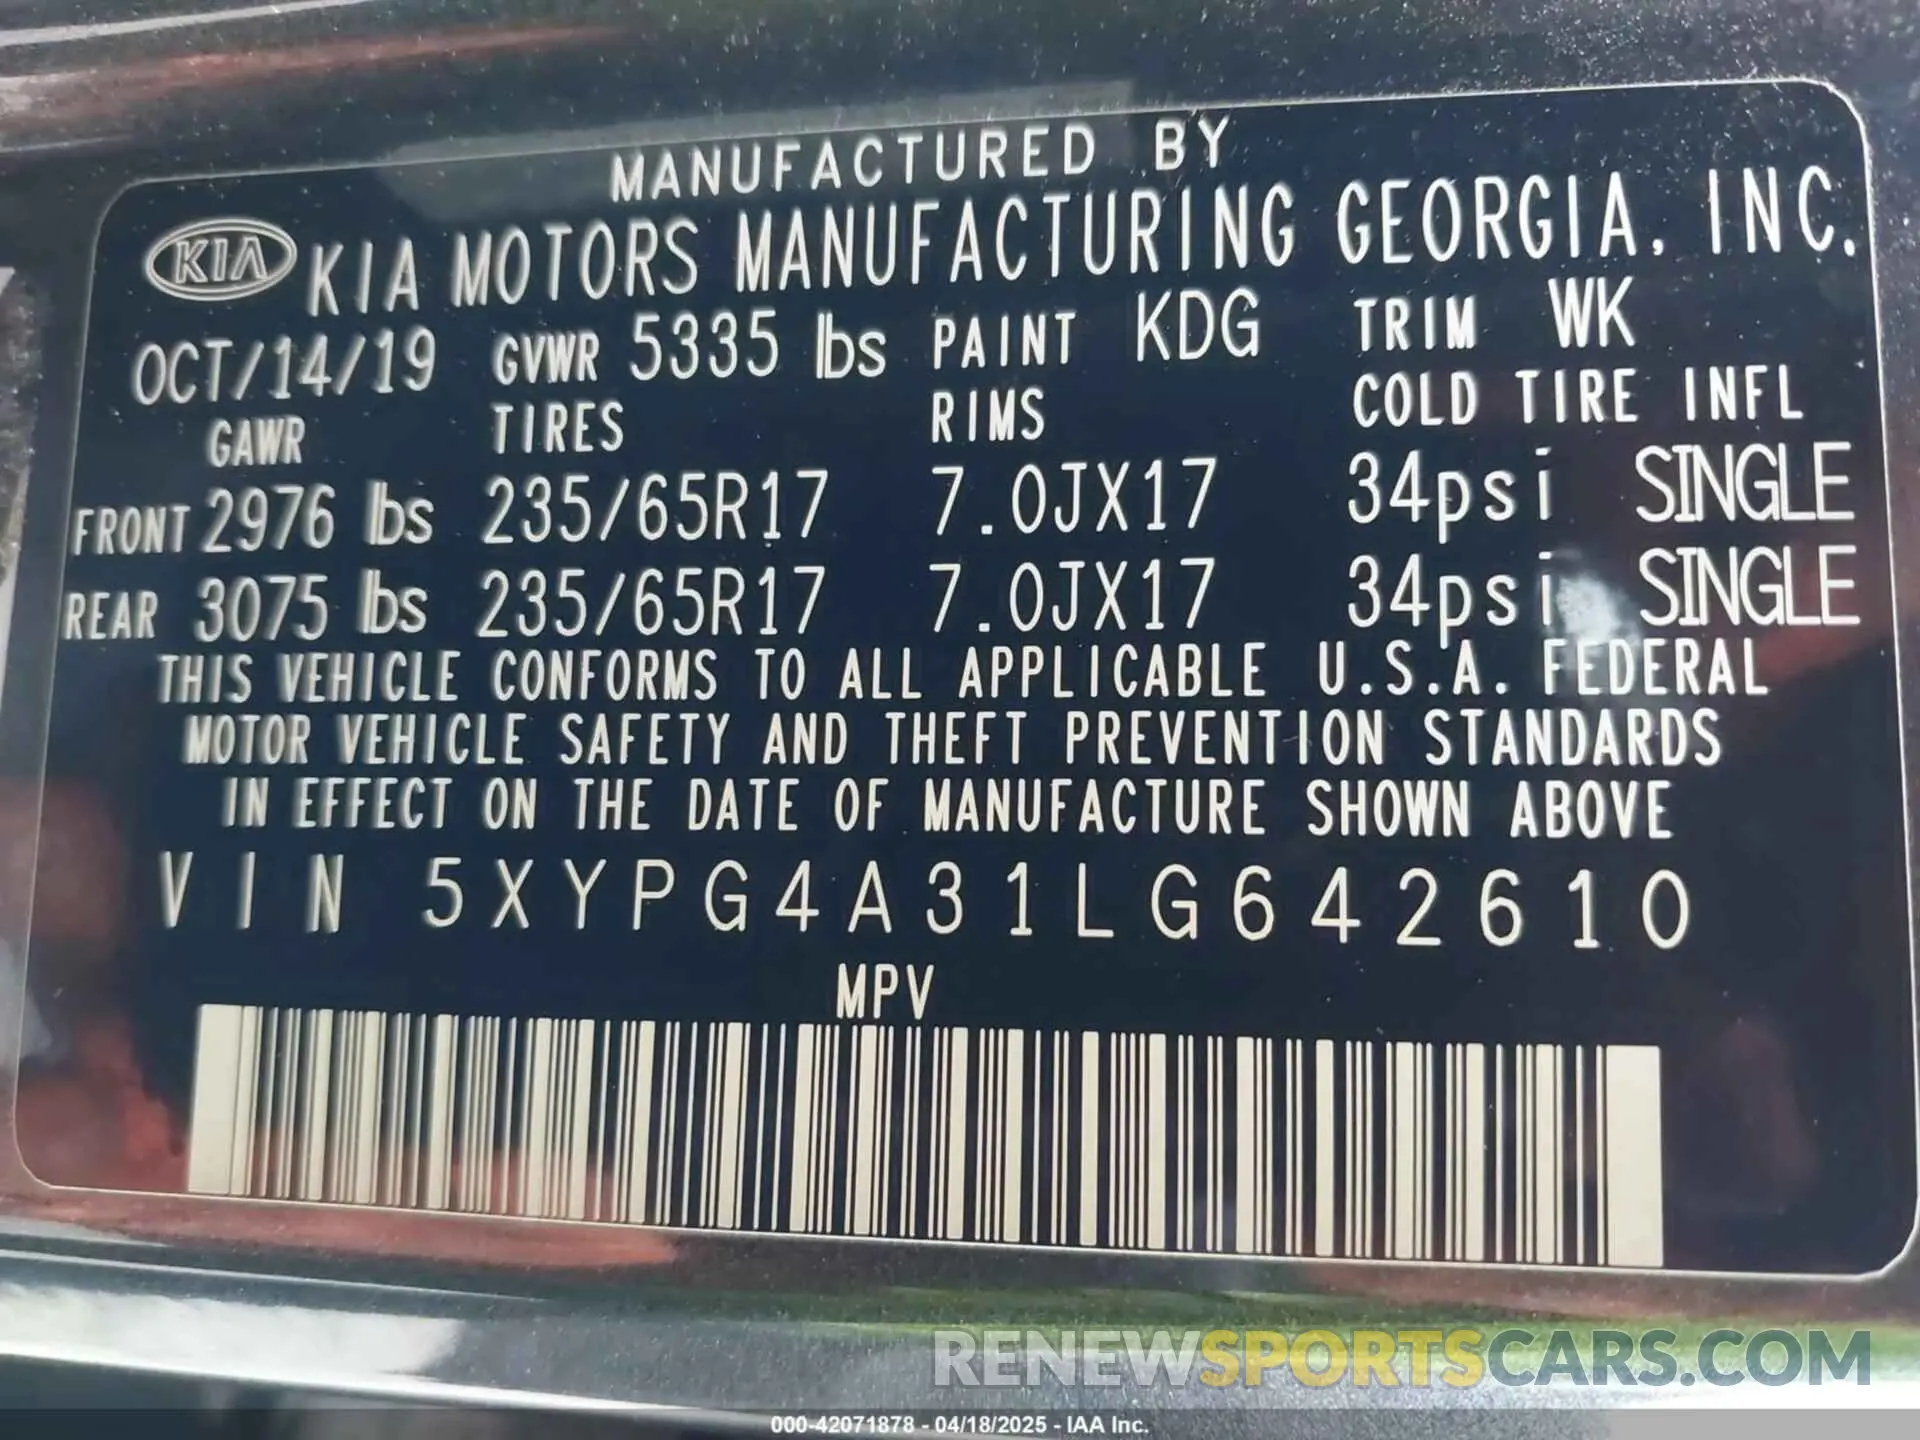 MANUFACTURED BY
KIA KIA MOTORS MANUFACTURING GEORGIA, INC.
OCT/14/19 GVWR 5335 lbs PAINT KDG TRIM WK
GAWR TIRES RIMS COLD TIRE INFL
FRONT 2976 lbs 235/65R17 7.0JX17 34psi SINGLE
REAR 3075 lbs 235/65R17 7.0JX17 34psi SINGLE
THIS VEHICLE CONFORMS TO ALL APPLICABLE U.S.A. FEDERAL
MOTOR VEHICLE SAFETY AND THEFT PREVENTION STANDARDS
IN EFFECT ON THE DATE OF MANUFACTURE SHOWN ABOVE
VIN 5XYPG4A31LG642610
MPV
RENEWSPORTSCARS.COM
000-42071878 - 04/18/2025 - IAA Inc.